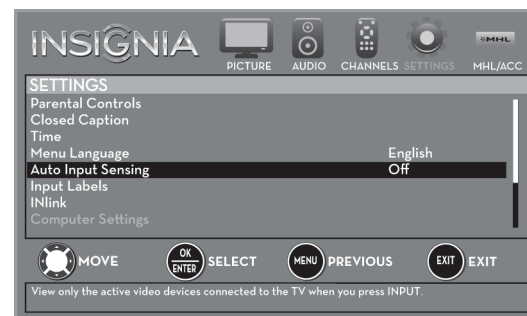 INSIGNIA
PICTURE AUDIO CHANNELS SETTINGS MHL/ACC
MHL
SETTINGS
Parental Controls
Closed Caption
Time
Menu Language English
Auto Input Sensing Off
Input Labels
INlink
Computer Settings
MOVE OK/ENTER SELECT MENU PREVIOUS EXIT EXIT
View only the active video devices connected to the TV when you press INPUT.